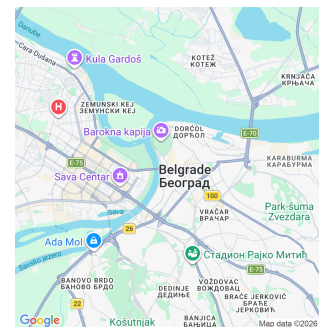 Danube
Cara Dušana
Kula Gardoš
КОТЕŽ
КОТЕЖ
KRNJAČA
КРЊАЧА
ZEMUNSKI KEJ
ЗЕМУНСКИ КЕЈ
H
Barokna kapija
DORĆOL
ДОРЋОЛ
E-70
E-75
Sava Centar
Belgrade
Београд
KARABURMA
КАРАБУРМА
100
Sava
VRAČAR
ВРАЧАР
Park-šuma
Zvezdara
26
Ada Mol
Savsko jezero
Стадион Рајко Митић
E-75
BANOVO BRDO
БАНОВО БРДО
DEDINJE
ДЕДИЊЕ
VOŽDOVAC
ВОЖДОВАЦ
BRAĆE JERKOVIĆ
БРАЋЕ
ЈЕРКОВИЋ
Košutnjak
BANJICA
БАЊИЦА
Google
Map data ©2026